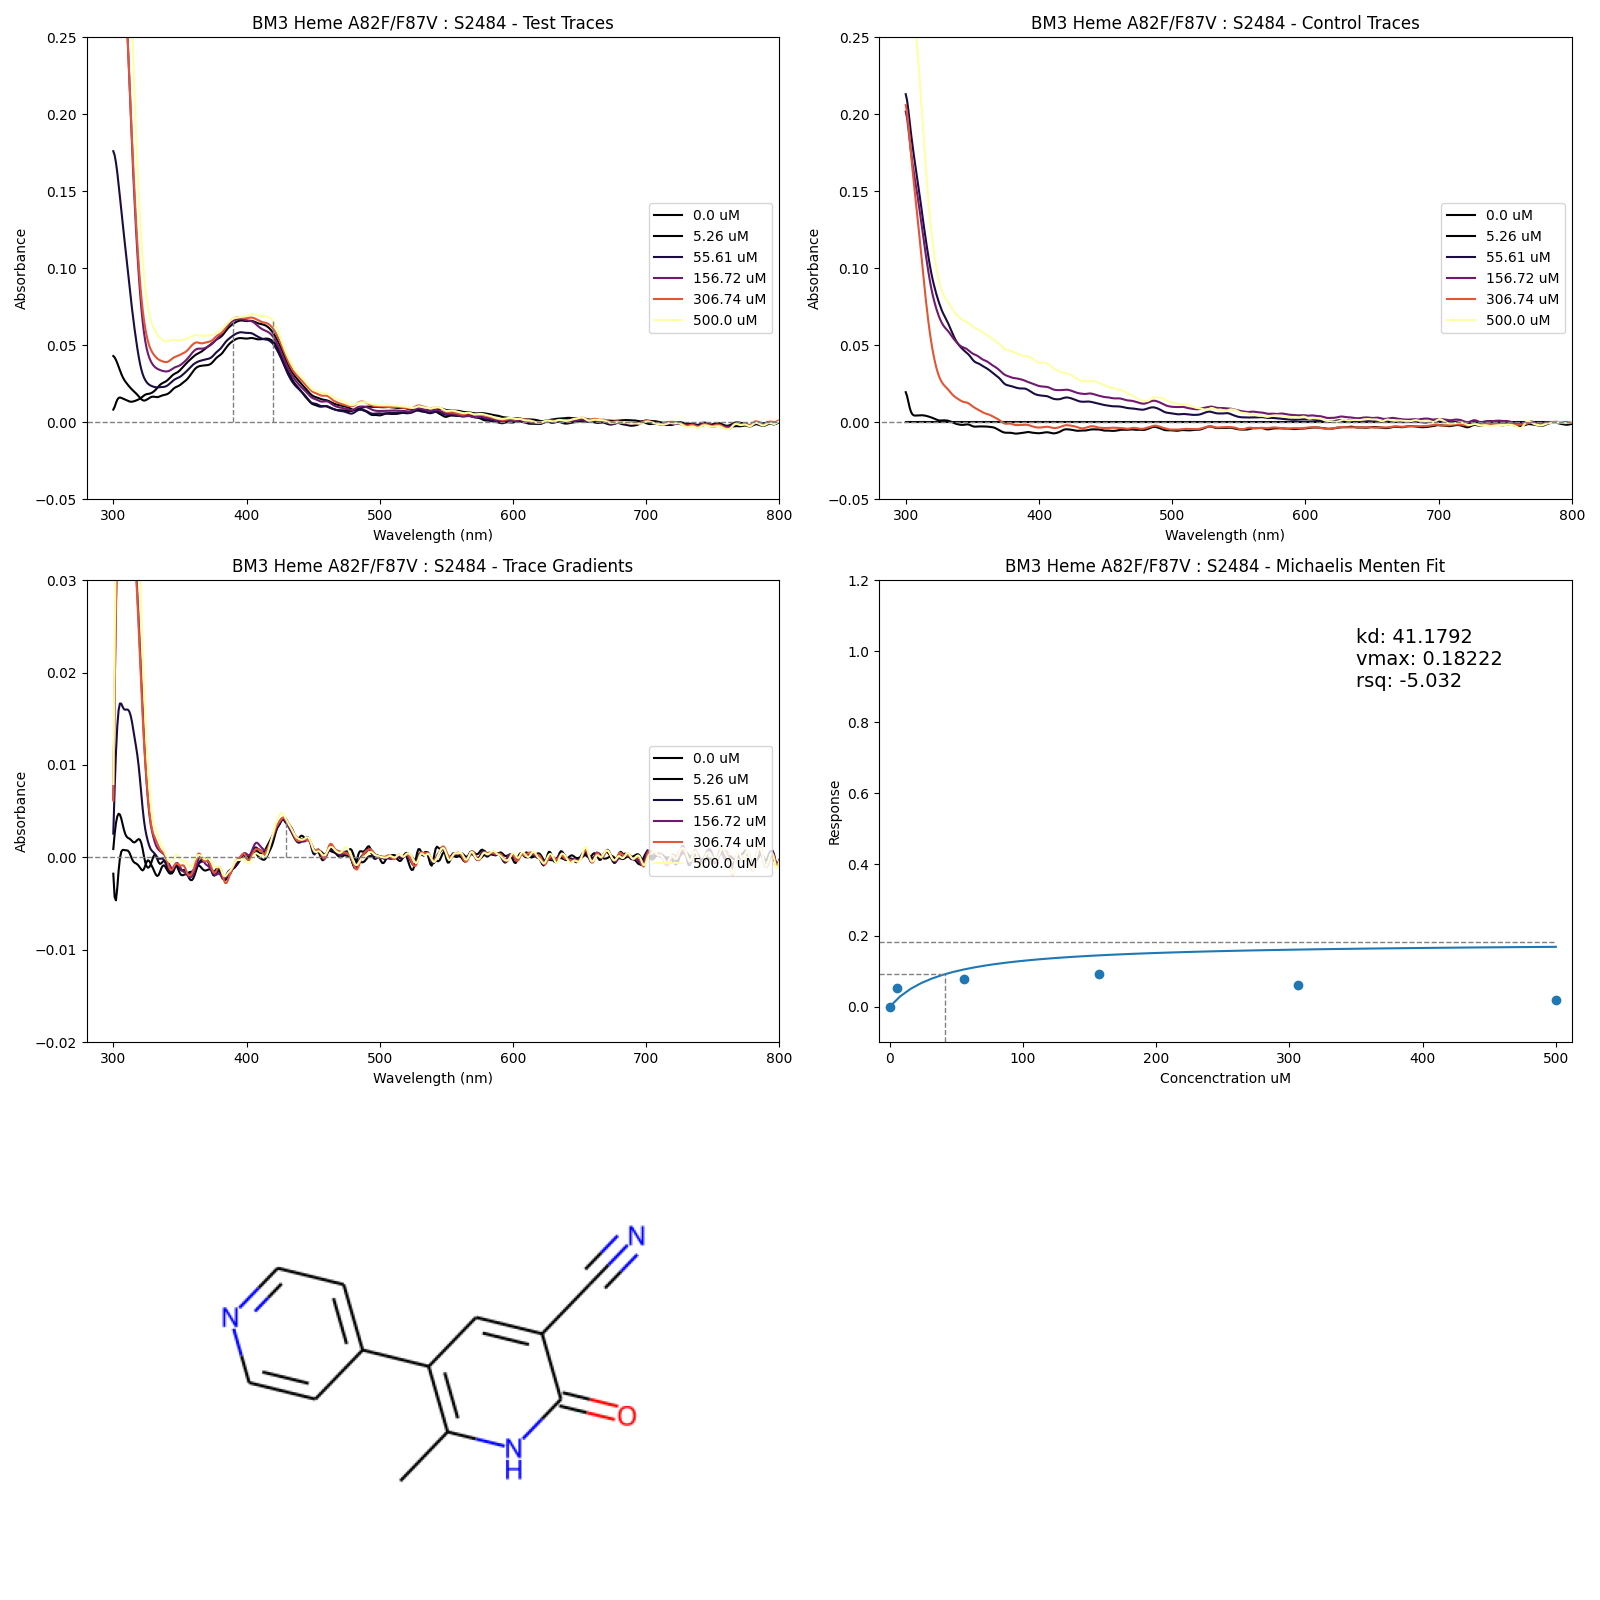 BM3 Heme A82F/F87V : S2484 - Test Traces
0.25
0.20
0.15
0.10
0.05
0.00
−0.05
Absorbance
300 400 500 600 700 800
Wavelength (nm)
0.0 uM
5.26 uM
55.61 uM
156.72 uM
306.74 uM
500.0 uM
BM3 Heme A82F/F87V : S2484 - Control Traces
0.25
0.20
0.15
0.10
0.05
0.00
−0.05
Absorbance
300 400 500 600 700 800
Wavelength (nm)
0.0 uM
5.26 uM
55.61 uM
156.72 uM
306.74 uM
500.0 uM
BM3 Heme A82F/F87V : S2484 - Trace Gradients
0.03
0.02
0.01
0.00
−0.01
−0.02
Absorbance
300 400 500 600 700 800
Wavelength (nm)
0.0 uM
5.26 uM
55.61 uM
156.72 uM
306.74 uM
500.0 uM
BM3 Heme A82F/F87V : S2484 - Michaelis Menten Fit
1.2
1.0
0.8
0.6
0.4
0.2
0.0
Response
0 100 200 300 400 500
Concenctration uM
kd: 41.1792
vmax: 0.18222
rsq: -5.032
N
N
O
N
H